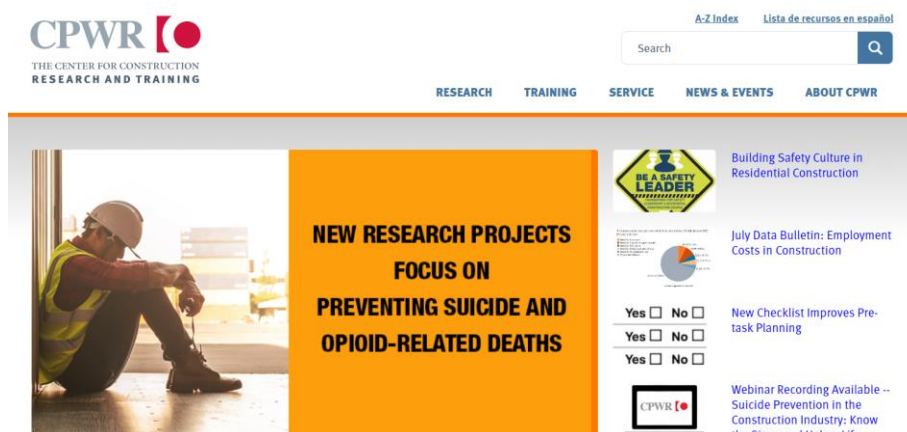 A-Z Index
Lista de recursos en español
CPWR
THE CENTER FOR CONSTRUCTION
RESEARCH AND TRAINING
Search
RESEARCH
TRAINING
SERVICE
NEWS & EVENTS
ABOUT CPWR
NEW RESEARCH PROJECTS
FOCUS ON
PREVENTING SUICIDE AND
OPIOID-RELATED DEATHS
BE A SAFETY
LEADER
Building Safety Culture in
Residential Construction
July Data Bulletin: Employment
Costs in Construction
Yes No
Yes No
Yes No
New Checklist Improves Pre-
task Planning
CPWR
Webinar Recording Available --
Suicide Prevention in the
Construction Industry: Know